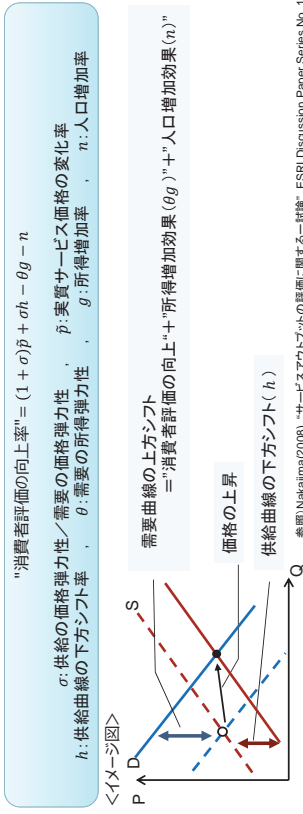 "消費者評価の向上率"= (1 + σ)p̃ + σh − θg − n
σ: 供給の価格弾力性／需要の価格弾力性 , p̃: 実質サービス価格の変化率
h: 供給曲線の下方シフト率 , θ: 需要の所得弾力性 , g: 所得増加率 , n: 人口増加率
<イメージ図>
P
D
S
Q
需要曲線の上方シフト
＝"消費者評価の向上"＋"所得増加効果(θg)"＋"人口増加効果(n)"
価格の上昇
供給曲線の下方シフト(h)
参照) Nakajima(2008), "サービスアウトプットの評価に関する一試論", ESRI Discussion Paper Series No. 1